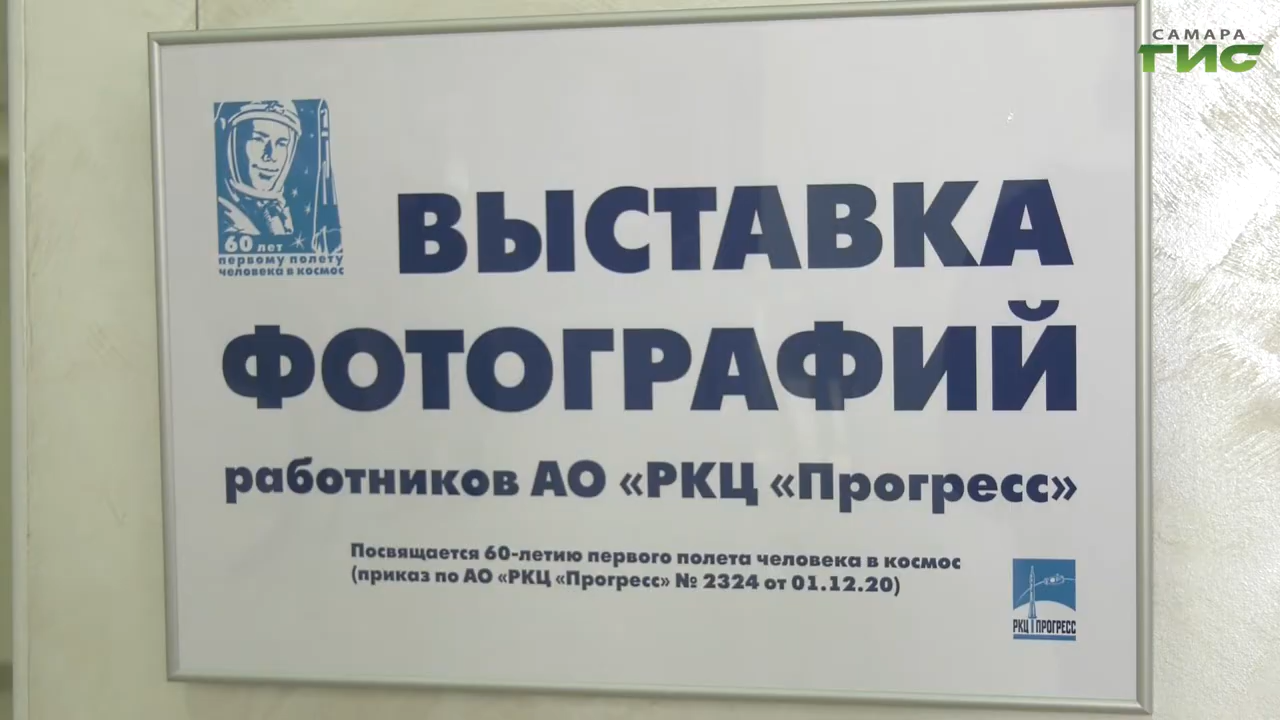 САМАРА
ГИС
60 лет
первому полету
человека в космос
ВЫСТАВКА
ФОТОГРАФИЙ
работников АО «РКЦ «Прогресс»
Посвящается 60-летию первого полета человека в космос
(приказ по АО «РКЦ «Прогресс» № 2324 от 01.12.20)
РКЦ ПРОГРЕСС